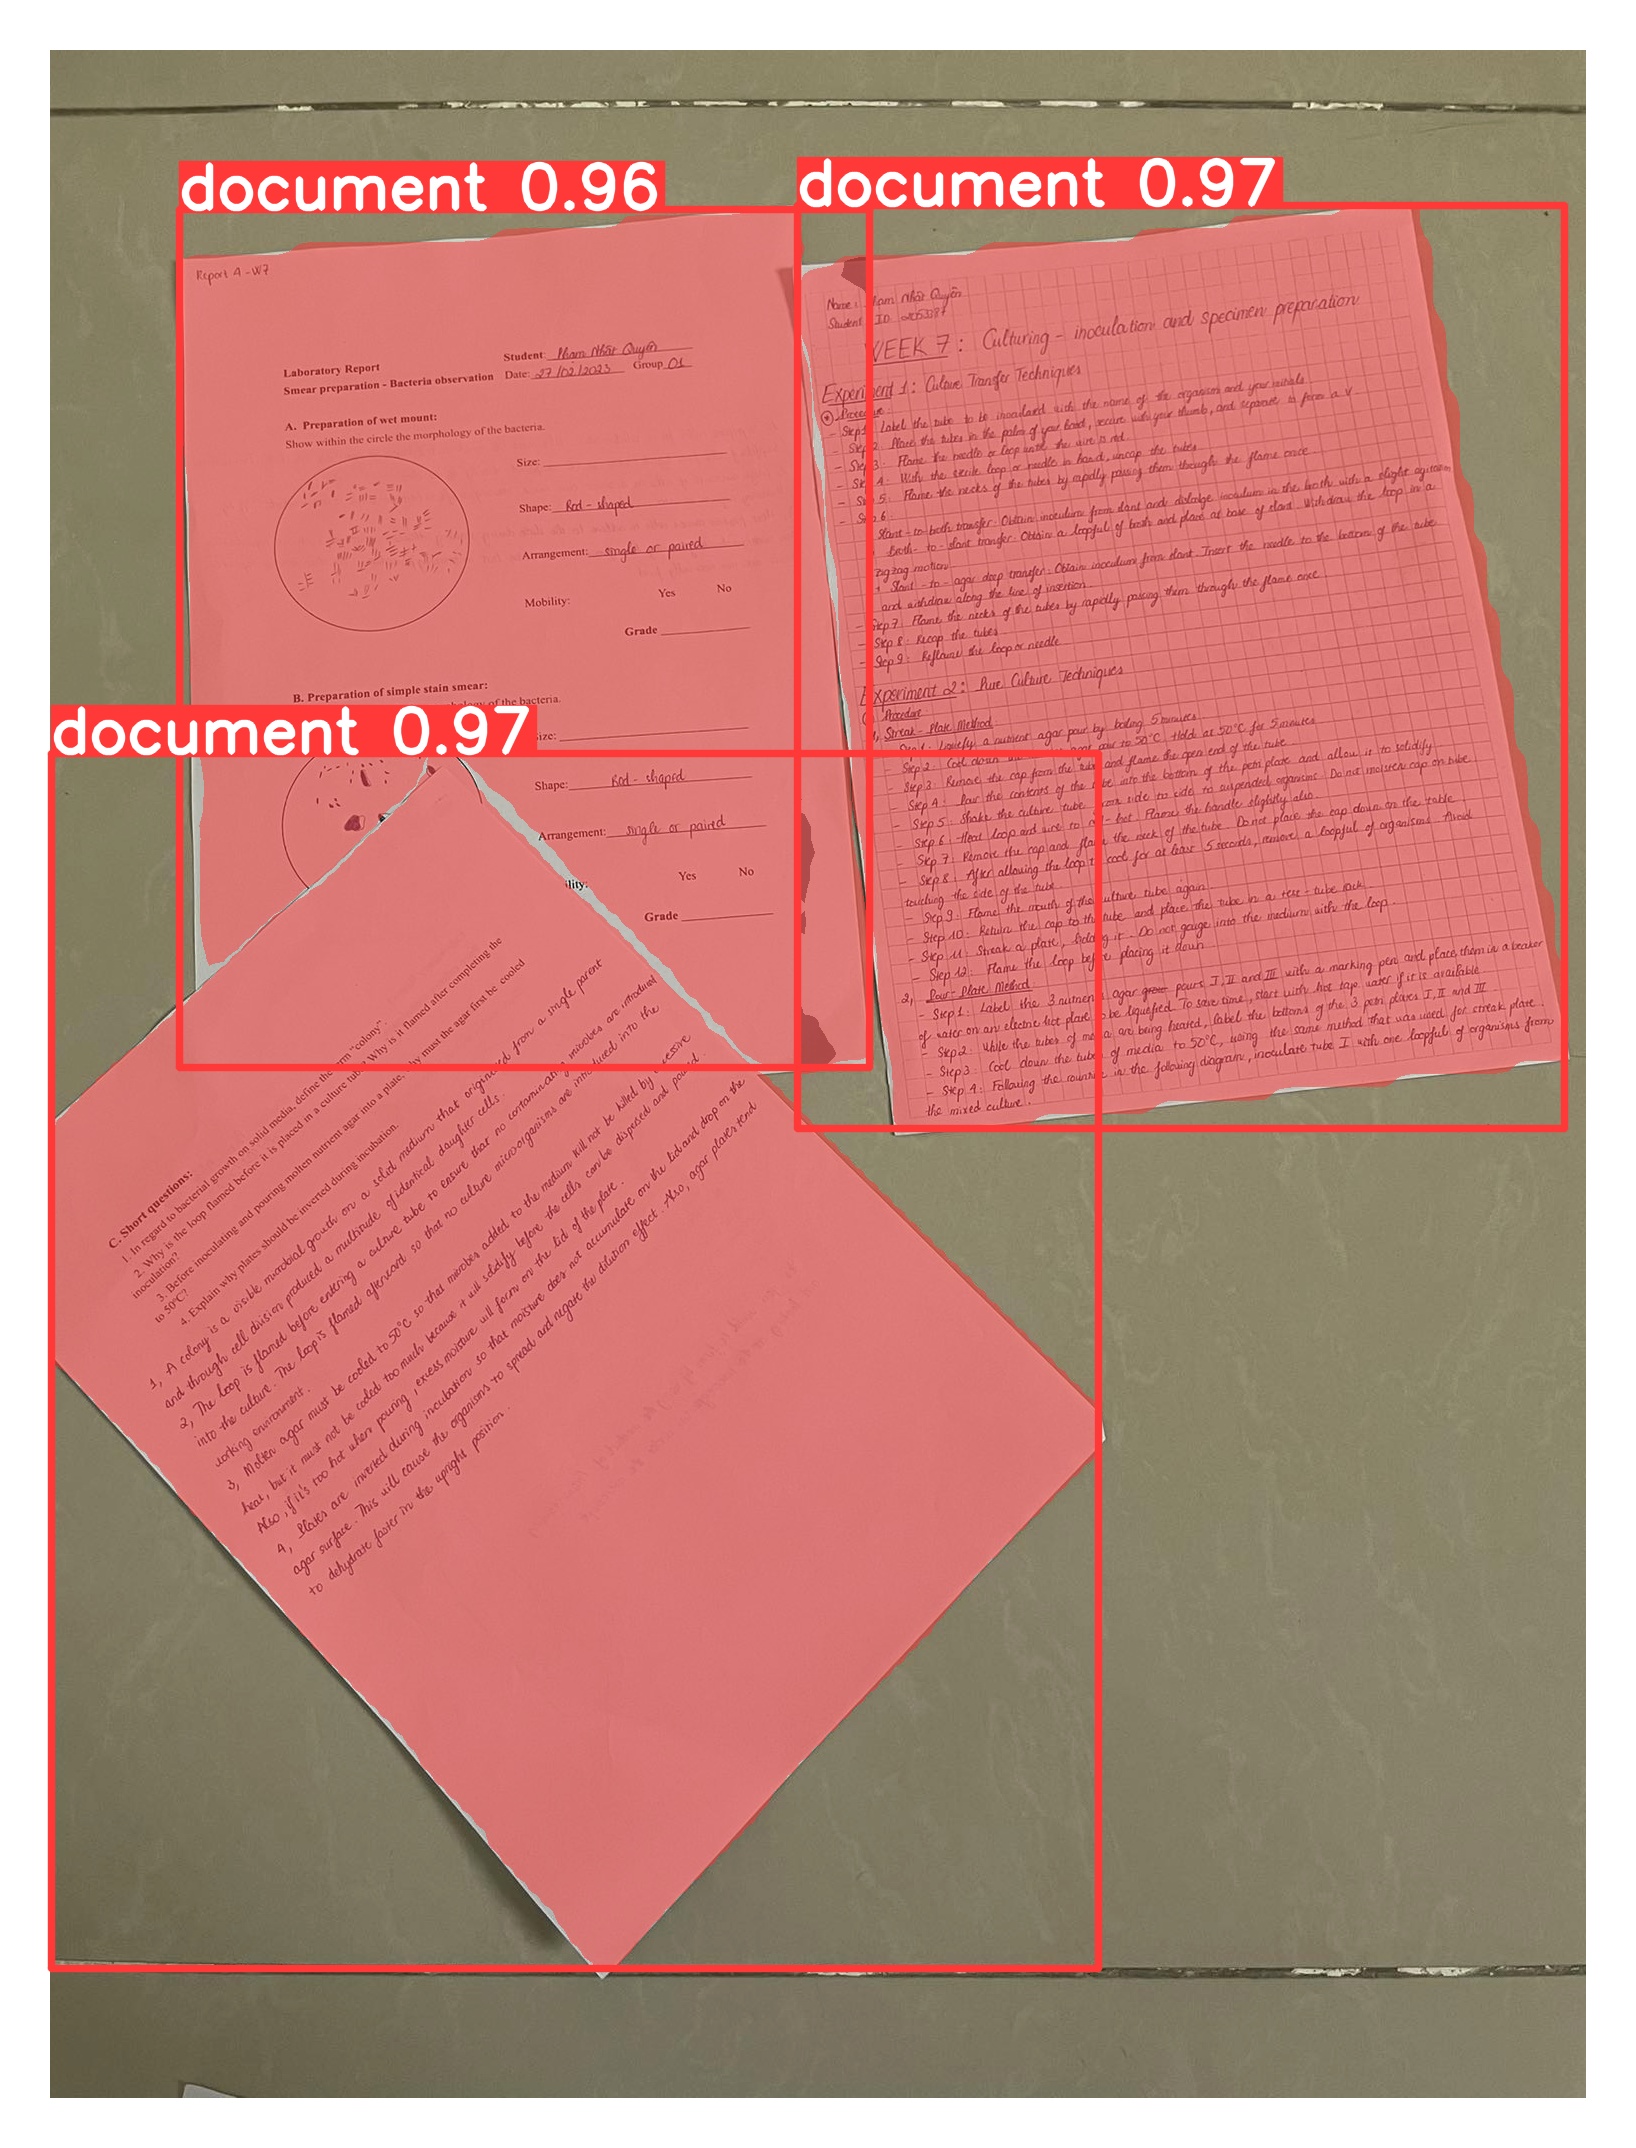 document 0.96
Report 4 - W7
Laboratory Report
Smear preparation - Bacteria observation
Student: Phạm Nhật Quyên
Date: 27/02/2023 Group 01
A. Preparation of wet mount:
Show within the circle the morphology of the bacteria.
Size:
Shape: Rod - shaped
Arrangement: single or paired
Mobility: Yes No
Grade
B. Preparation of simple stain smear:
of the bacteria.
ize:
Shape: Rod - shaped
Arrangement: single or paired
ility: Yes No
Grade
document 0.97
Name: Phạm Nhật Quyên
Student ID
WEEK 7: Culturing - inoculation and specimen preparation
Experiment 1: Culture Transfer Techniques
Procedure:
- Step 1: Label the tube to be inoculated with the name of the organism and your initials
- Step 2: Place the tubes in the palm of your hand, secure with your thumb, and separate to form a V
- Step 3: Flame the needle or loop until the wire is red
- Step 4: With the sterile loop or needle in hand, uncap the tubes
- Step 5: Flame the necks of the tubes by rapidly passing them though the flame once
- Step 6:
Slant - to - broth transfer: Obtain inoculum from slant and dislodge inoculum in the broth with a slight agitation
+ Broth - to - slant transfer: Obtain a loopful of broth and place at base of slant. Withdraw the loop in a
zigzag motion
+ Slant - to - agar deep transfer: Obtain inoculum from slant. Insert the needle to the bottom of the tube
and withdraw along the line of insertion
- Step 7: Flame the necks of the tubes by rapidly passing them through the flame once
- Step 8: Recap the tubes
- Step 9: Reflame the loop or needle
Experiment 2: Pure Culture Techniques
Procedure
1, Streak - Plate Method
- Step 1: Liquefy a nutrient agar pour by boiling 5 minutes
- Step 2: Cool down the agar pour to 50°C. Hold at 50°C for 5 minutes
- Step 3: Remove the cap from the tube and flame the open end of the tube
- Step 4: Pour the contents of the tube into the bottom of the petri plate and allow it to solidify
- Step 5: Shake the culture tube from side to side to suspended organisms. Do not moisten cap on tube
- Step 6: Heat loop and wire to red-hot. Flame the handle slightly also
- Step 7: Remove the cap and flame the neck of the tube. Do not place the cap down on the table
- Step 8: After allowing the loop to cool for at least 5 seconds, remove a loopful of organisms. Avoid
touching the side of the tube
- Step 9: Flame the mouth of the culture tube again
- Step 10: Return the cap to the tube and place the tube in a test - tube rack
- Step 11: Streak a plate, holding it. Do not gouge into the medium with the loop
- Step 12: Flame the loop before placing it down
2, Pour - Plate Method
- Step 1: Label the 3 nutrient agar pours I, II and III with a marking pen and place them in a beaker
of water on an electric hot plate to be liquefied. To save time, start with hot tap water if it is available
- Step 2: While the tubes of media are being heated, label the bottoms of the 3 petri plates I, II and III
- Step 3: Cool down the tubes of media to 50°C, using the same method that was used for streak plate
- Step 4: Following the rountine in the following diagram, inoculate tube I with one loopful of organisms from
the mixed culture.
document 0.97
C. Short questions:
1. In regard to bacterial growth on solid media, define the term "colony".
2. Why is the loop flamed before it is placed in a culture tube? Why is it flamed after completing the
inoculation?
3. Before inoculating and pouring molten nutrient agar into a plate, why must the agar first be cooled
to 50°C?
4. Explain why plates should be inverted during incubation.
1, A colony is a visible microbial growth on a solid medium that originated from a single parent
and through cell division produced a multitude of identical daughter cells.
2, The loop is flamed before entering a culture tube to ensure that no contaminating microbes are introduced
into the culture. The loop is flamed afterward so that no culture microorganisms are introduced into the
working environment.
3, Molten agar must be cooled to 50°C so that microbes added to the medium will not be killed by excessive
heat, but it must not be cooled too much because it will solidify before the cells can be dispersed and poured.
Also, if it's too hot when pouring, excess moisture will form on the lid of the plate.
4, Plates are inverted during incubation so that moisture does not accumulate on the lid and drop on the
agar surface. This will cause the organisms to spread and negate the dilution effect. Also, agar plates tend
to dehydrate faster in the upright position.